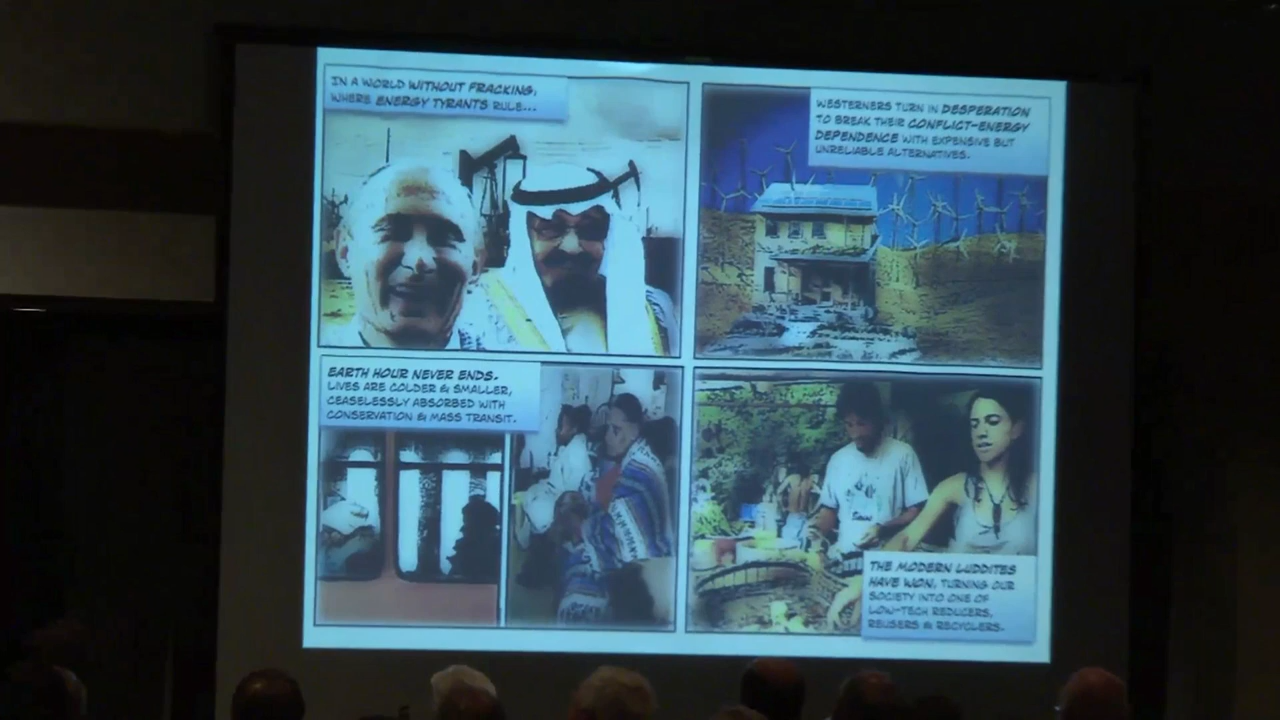 IN A WORLD WITHOUT FRACKING,
WHERE ENERGY TYRANTS RULE...
WESTERNERS TURN IN DESPERATION
TO BREAK THEIR CONFLICT-ENERGY
DEPENDENCE WITH EXPENSIVE BUT
UNRELIABLE ALTERNATIVES.
EARTH HOUR NEVER ENDS.
LIVES ARE COLDER & SMALLER,
CEASELESSLY ABSORBED WITH
CONSERVATION & MASS TRANSIT.
THE MODERN LUDDITES
HAVE WON, TURNING OUR
SOCIETY INTO ONE OF
LOW-TECH REDUCERS,
REUSERS & RECYCLERS.